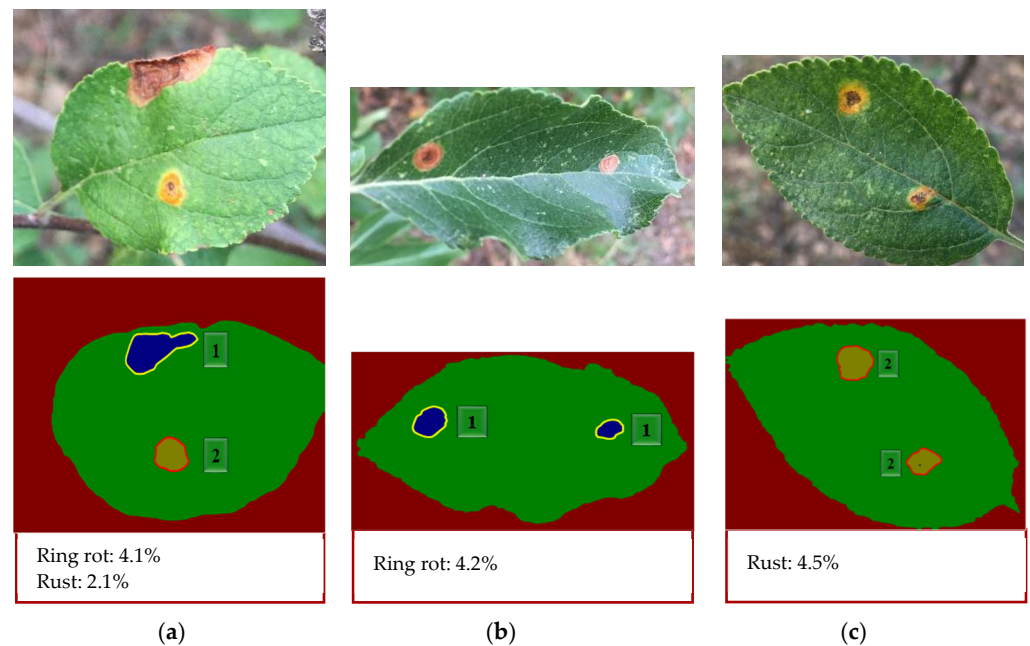 1
2
1
1
2
2
Ring rot: 4.1%
Rust: 2.1%
Ring rot: 4.2%
Rust: 4.5%
(a)
(b)
(c)